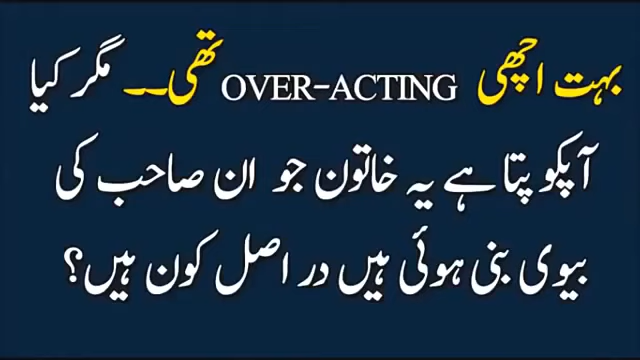 بہت اچھی OVER-ACTING تھی۔۔ مگر کیا
آپکو پتا ہے یہ خاتون جو ان صاحب کی
بیوی بنی ہوئی ہیں در اصل کون ہیں؟